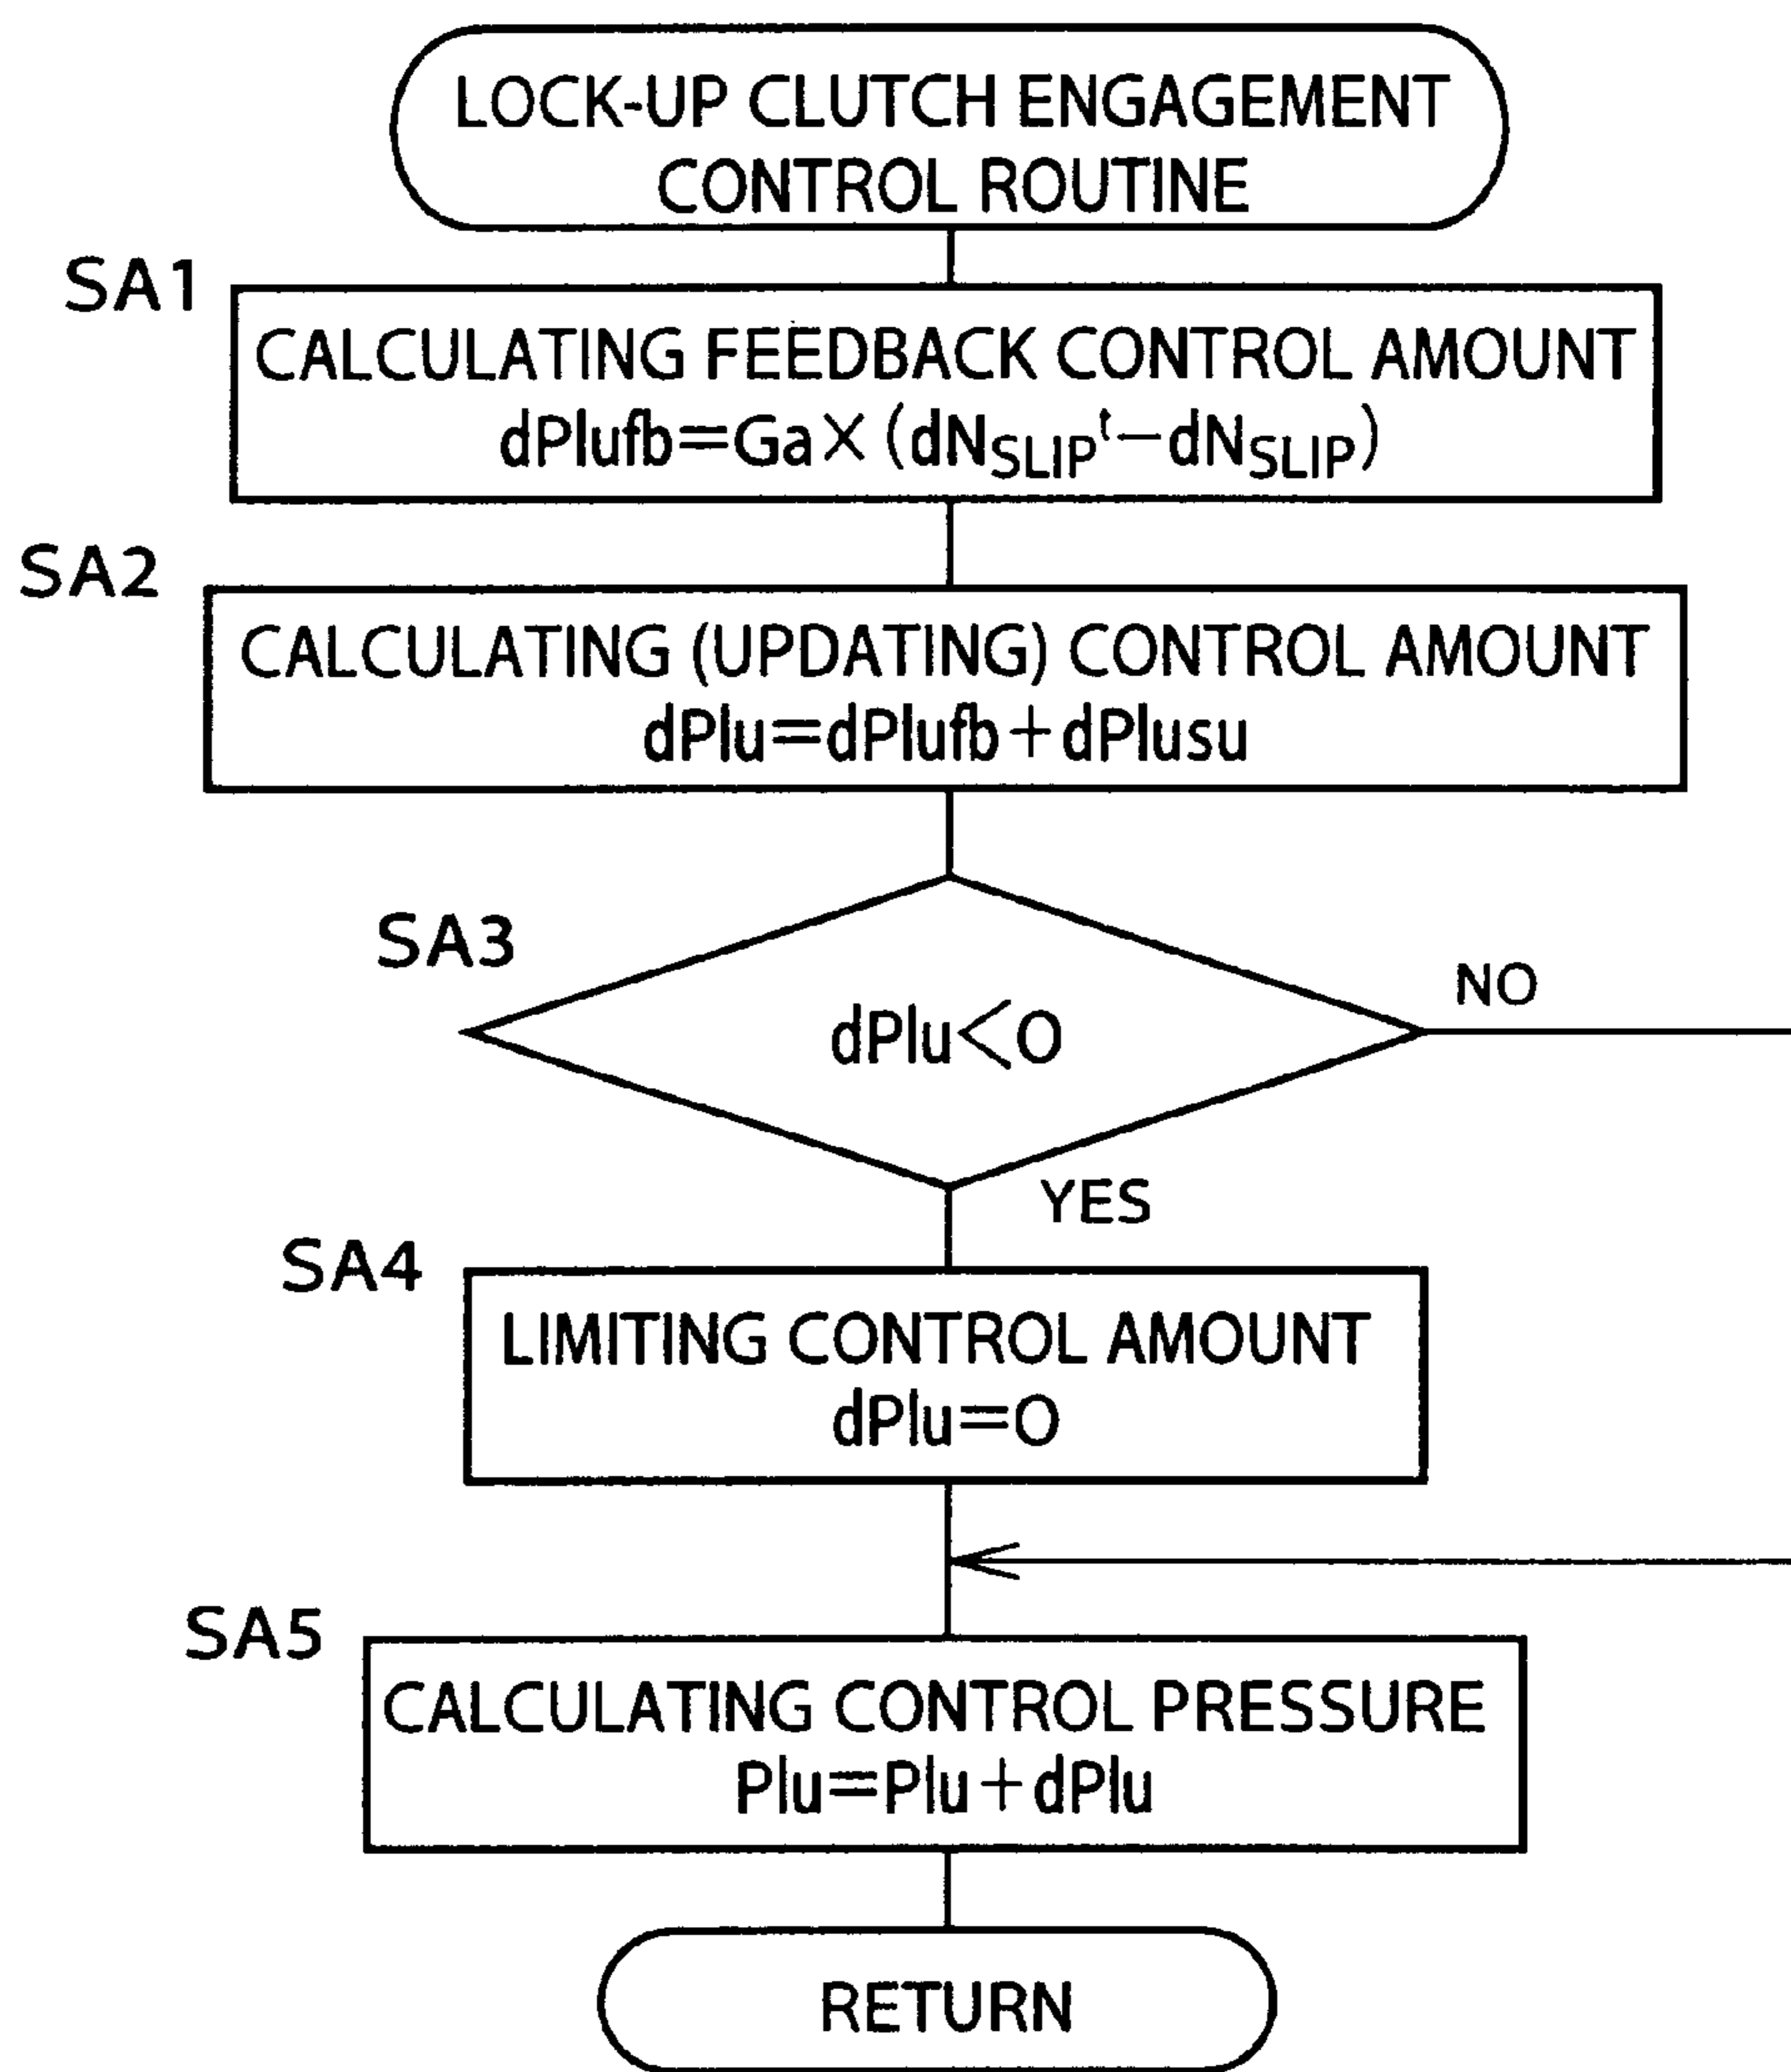 LOCK-UP CLUTCH ENGAGEMENT
CONTROL ROUTINE
SA1
CALCULATING FEEDBACK CONTROL AMOUNT
dPlufb=Ga×(dN_SLIP^t−dN_SLIP)
SA2
CALCULATING (UPDATING) CONTROL AMOUNT
dPlu=dPlufb+dPlusu
SA3
dPlu<0
NO
YES
SA4
LIMITING CONTROL AMOUNT
dPlu=0
SA5
CALCULATING CONTROL PRESSURE
Plu=Plu+dPlu
RETURN